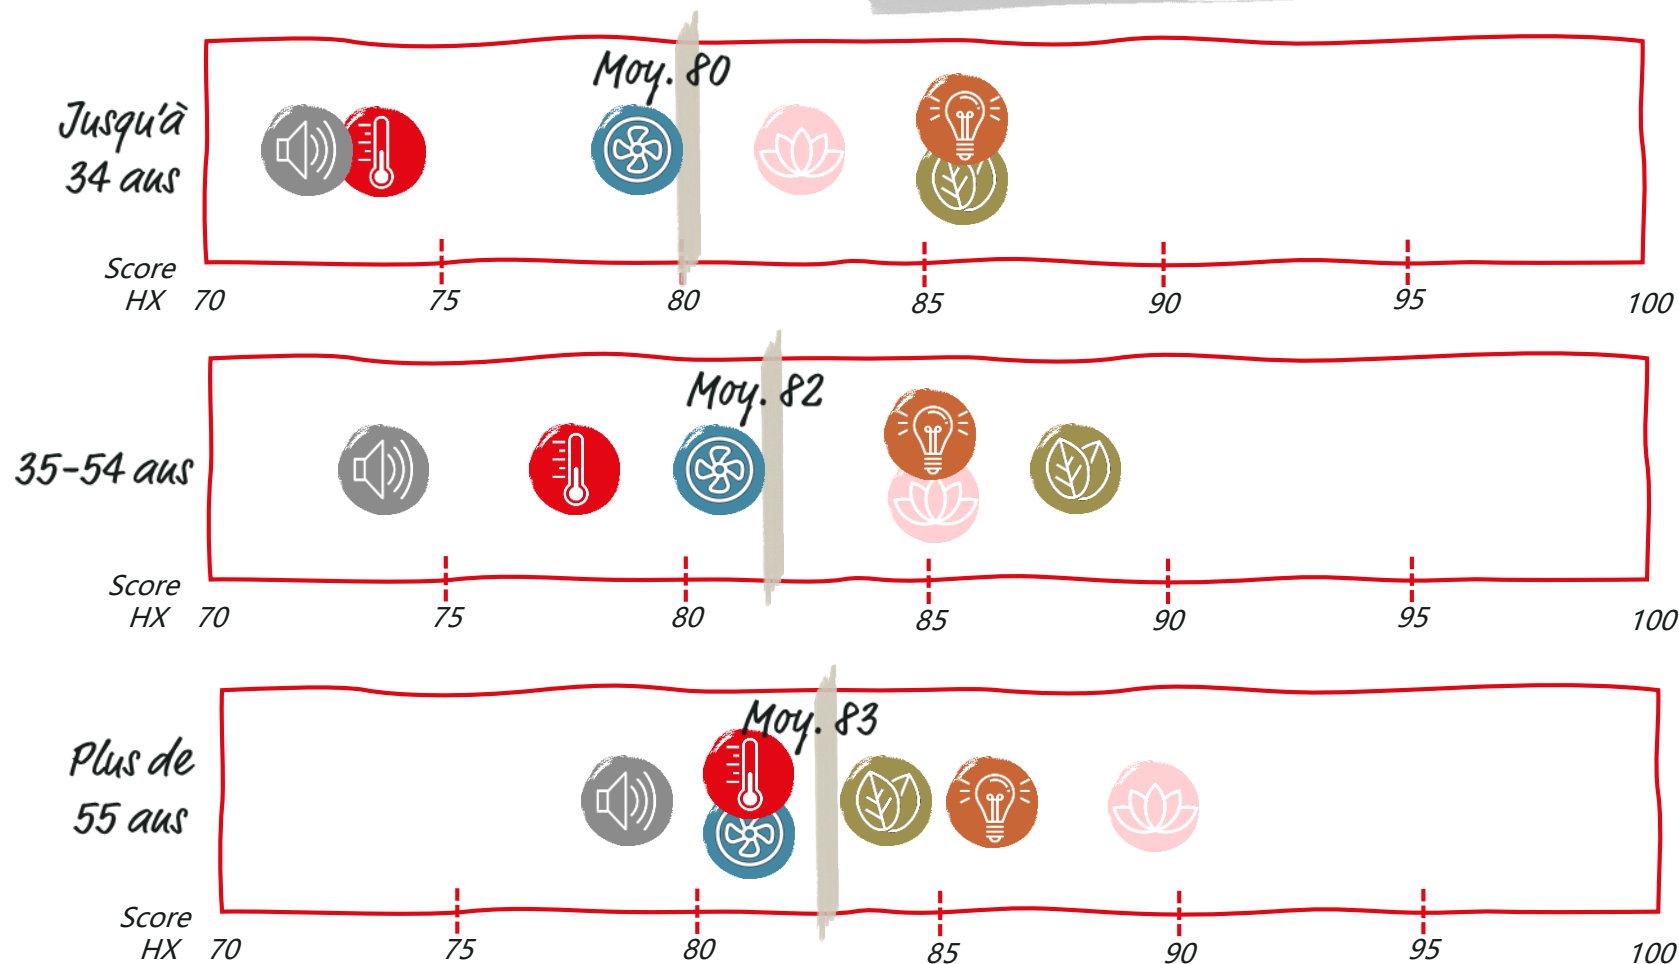 Moy. 80
Jusqu'à
34 ans
Score
HX 70 75 80 85 90 95 100
Moy. 82
35-54 ans
Score
HX 70 75 80 85 90 95 100
Moy. 83
Plus de
55 ans
Score
HX 70 75 80 85 90 95 100